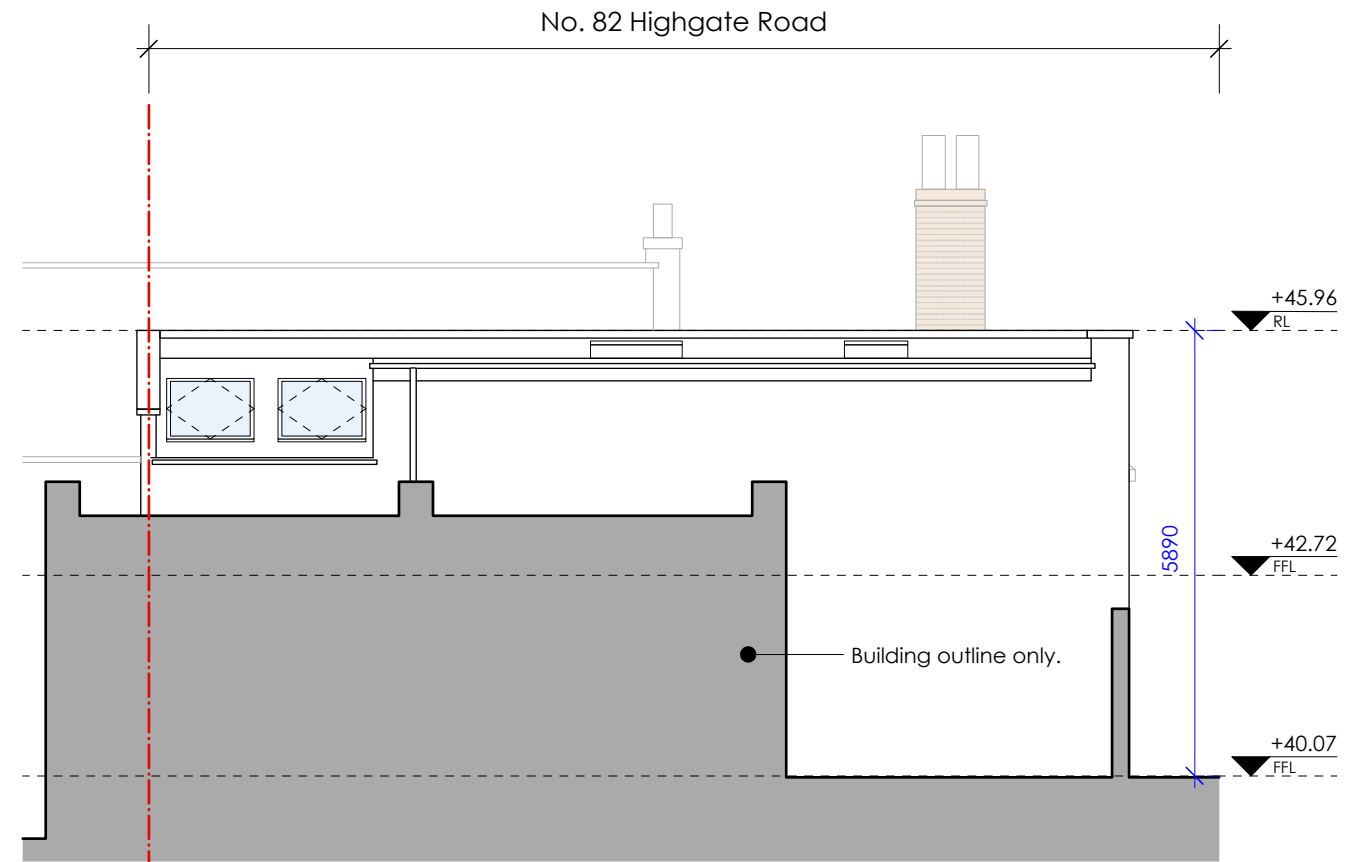 No. 82 Highgate Road
+45.96
RL
5890
+42.72
FFL
Building outline only.
+40.07
FFL